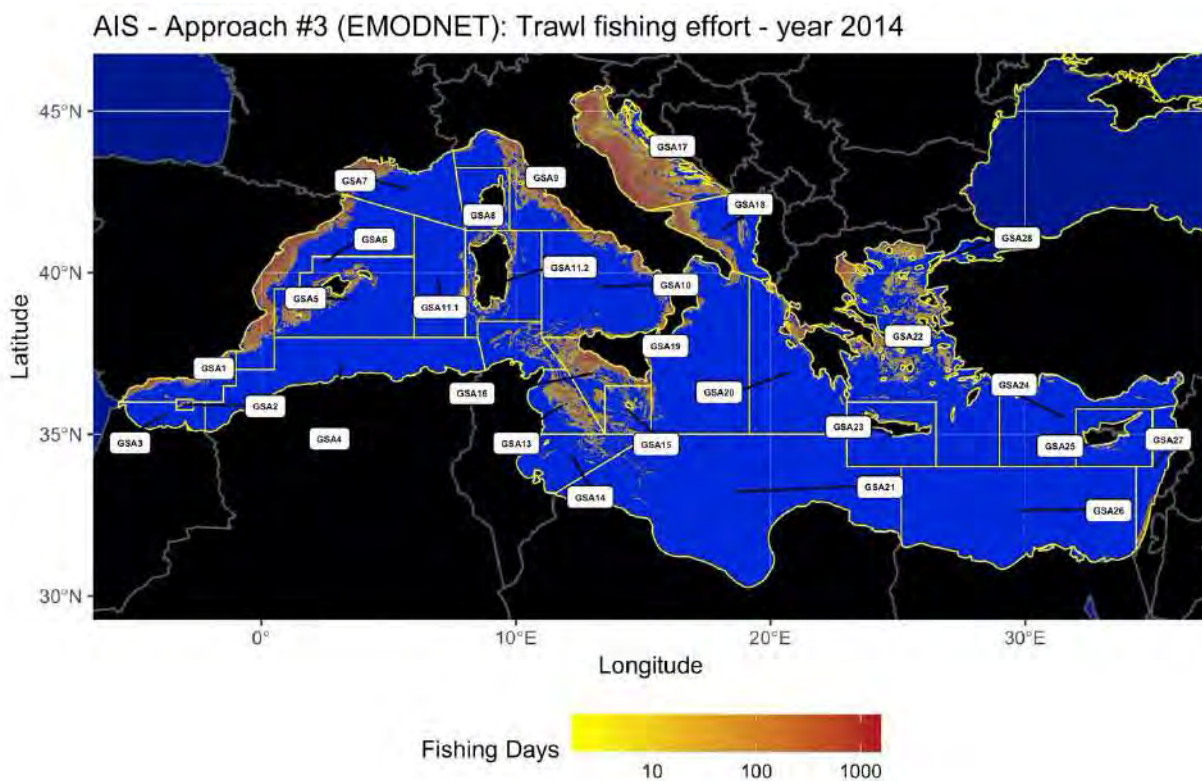 AIS - Approach #3 (EMODNET): Trawl fishing effort - year 2014
45°N
40°N
35°N
30°N
Latitude
GSA17
GSA7
GSA9
GSA8
GSA18
GSA6
GSA28
GSA11.2
GSA5
GSA11.1
GSA10
GSA22
GSA19
GSA1
GSA16
GSA20
GSA24
GSA2
GSA3
GSA4
GSA13
GSA15
GSA23
GSA25
GSA27
GSA14
GSA21
GSA26
0°
10°E
20°E
30°E
Longitude
Fishing Days
10
100
1000